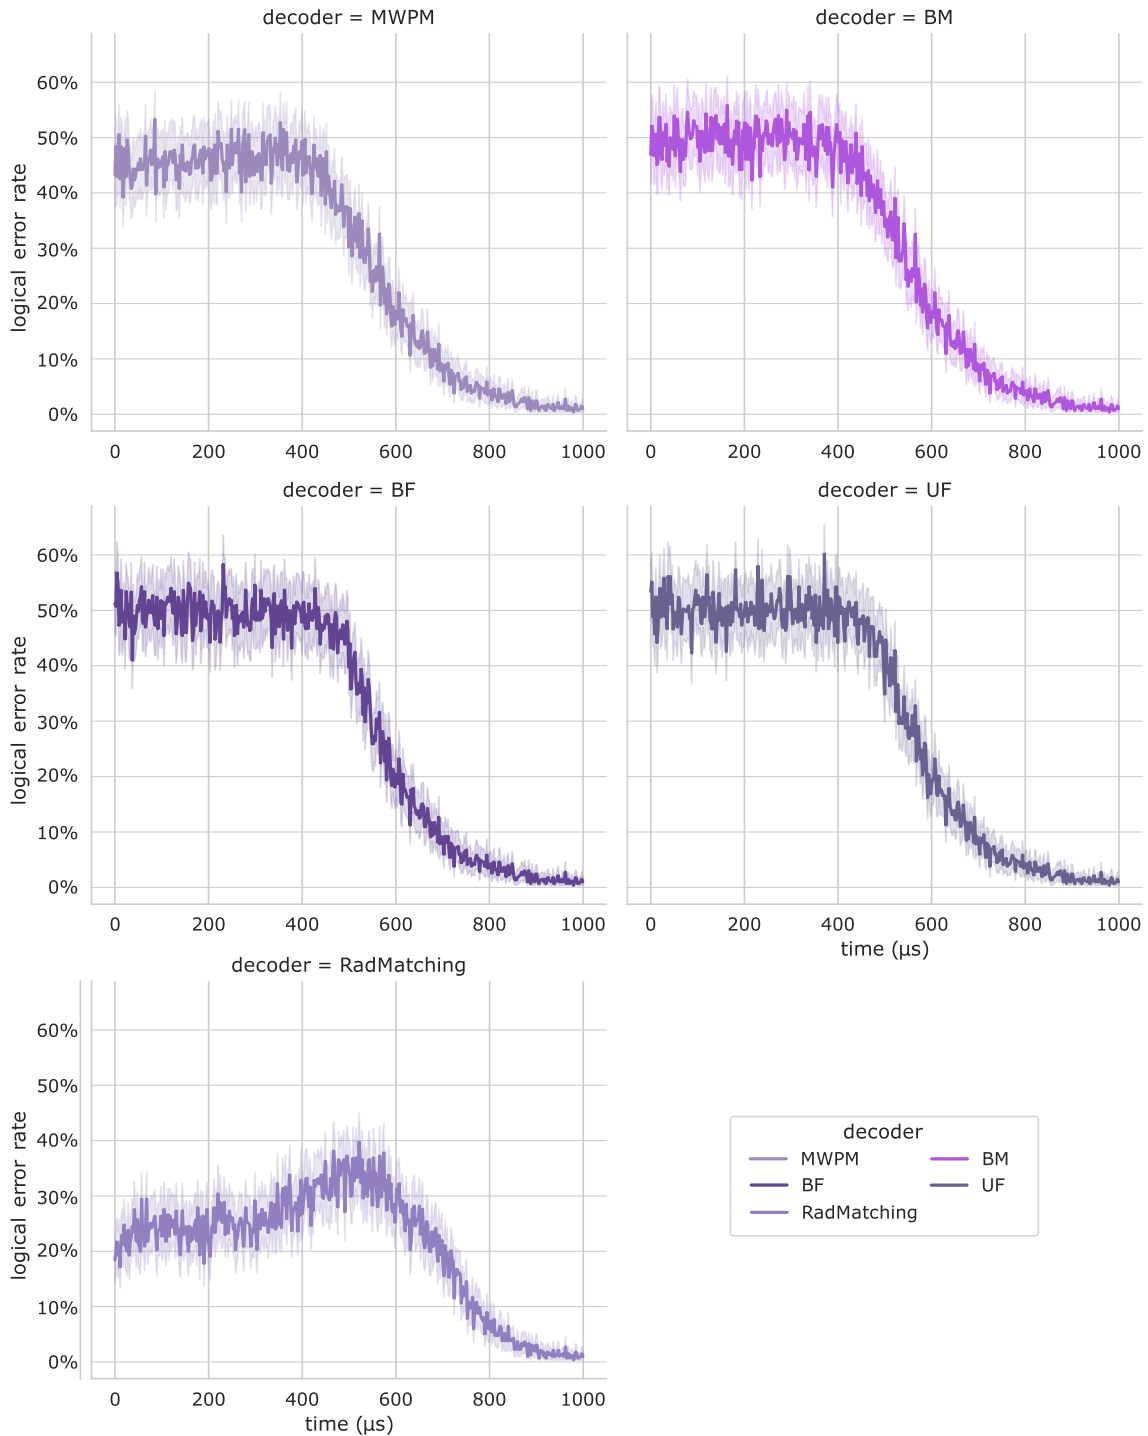 decoder = MWPM
logical error rate
60%
50%
40%
30%
20%
10%
0%
0 200 400 600 800 1000
decoder = BM
0 200 400 600 800 1000
decoder = BF
logical error rate
60%
50%
40%
30%
20%
10%
0%
0 200 400 600 800 1000
decoder = UF
0 200 400 600 800 1000
time (μs)
decoder = RadMatching
logical error rate
60%
50%
40%
30%
20%
10%
0%
0 200 400 600 800 1000
time (μs)
decoder
MWPM BM
BF UF
RadMatching